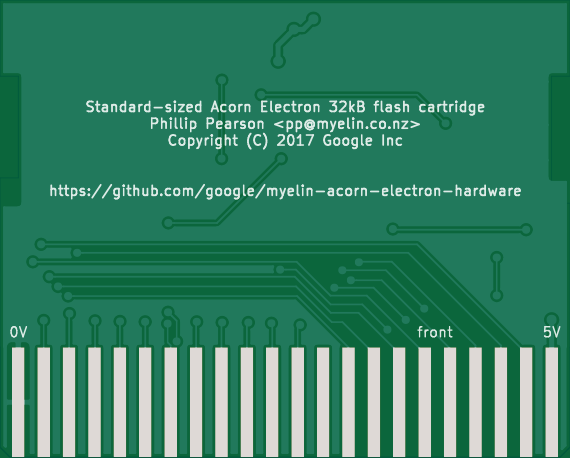 Standard-sized Acorn Electron 32kB flash cartridge
Phillip Pearson <pp@myelin.co.nz>
Copyright (C) 2017 Google Inc
https://github.com/google/myelin-acorn-electron-hardware
0V front 5V